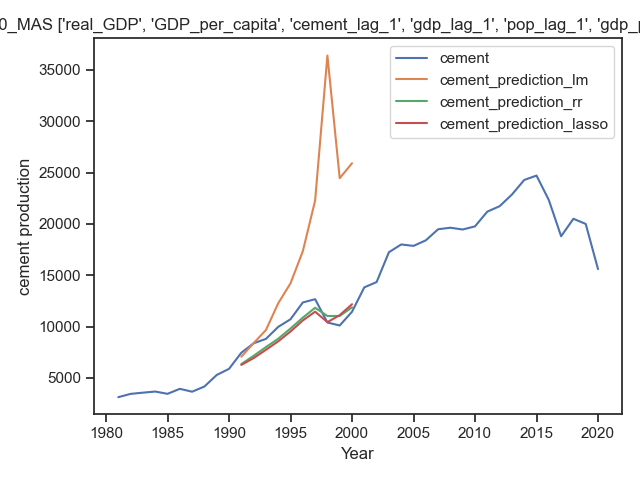 0_MAS ['real_GDP', 'GDP_per_capita', 'cement_lag_1', 'gdp_lag_1', 'pop_lag_1', 'gdp_p
cement
cement_prediction_lm
cement_prediction_rr
cement_prediction_lasso
35000
30000
25000
20000
15000
10000
5000
cement production
1980 1985 1990 1995 2000 2005 2010 2015 2020
Year